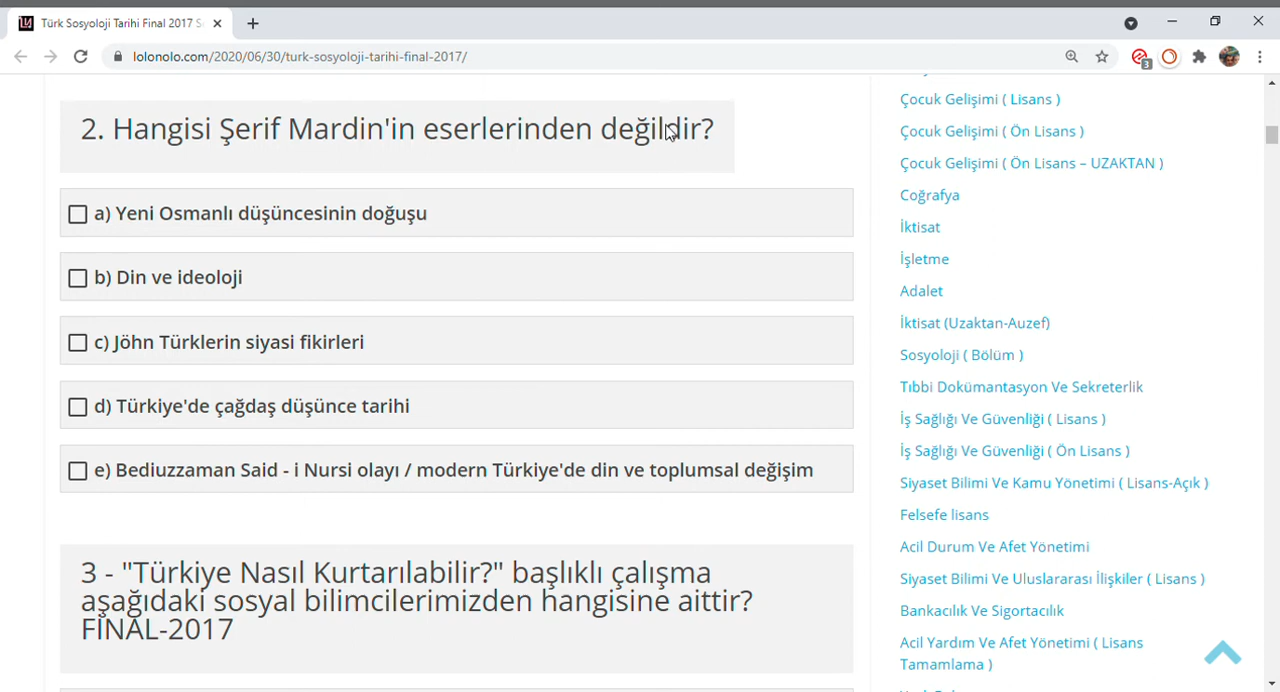 Türk Sosyoloji Tarihi Final 2017 S
lolonolo.com/2020/06/30/turk-sosyoloji-tarihi-final-2017/
3
2. Hangisi Şerif Mardin'in eserlerinden değildir?
a) Yeni Osmanlı düşüncesinin doğuşu
b) Din ve ideoloji
c) Jöhn Türklerin siyasi fikirleri
d) Türkiye'de çağdaş düşünce tarihi
e) Bediuzzaman Said - i Nursi olayı / modern Türkiye'de din ve toplumsal değişim
3 - "Türkiye Nasıl Kurtarılabilir?" başlıklı çalışma
aşağıdaki sosyal bilimcilerimizden hangisine aittir?
FİNAL-2017
Çocuk Gelişimi ( Lisans )
Çocuk Gelişimi ( Ön Lisans )
Çocuk Gelişimi ( Ön Lisans – UZAKTAN )
Coğrafya
İktisat
İşletme
Adalet
İktisat (Uzaktan-Auzef)
Sosyoloji ( Bölüm )
Tıbbi Dokümantasyon Ve Sekreterlik
İş Sağlığı Ve Güvenliği ( Lisans )
İş Sağlığı Ve Güvenliği ( Ön Lisans )
Siyaset Bilimi Ve Kamu Yönetimi ( Lisans-Açık )
Felsefe lisans
Acil Durum Ve Afet Yönetimi
Siyaset Bilimi Ve Uluslararası İlişkiler ( Lisans )
Bankacılık Ve Sigortacılık
Acil Yardım Ve Afet Yönetimi ( Lisans
Tamamlama )